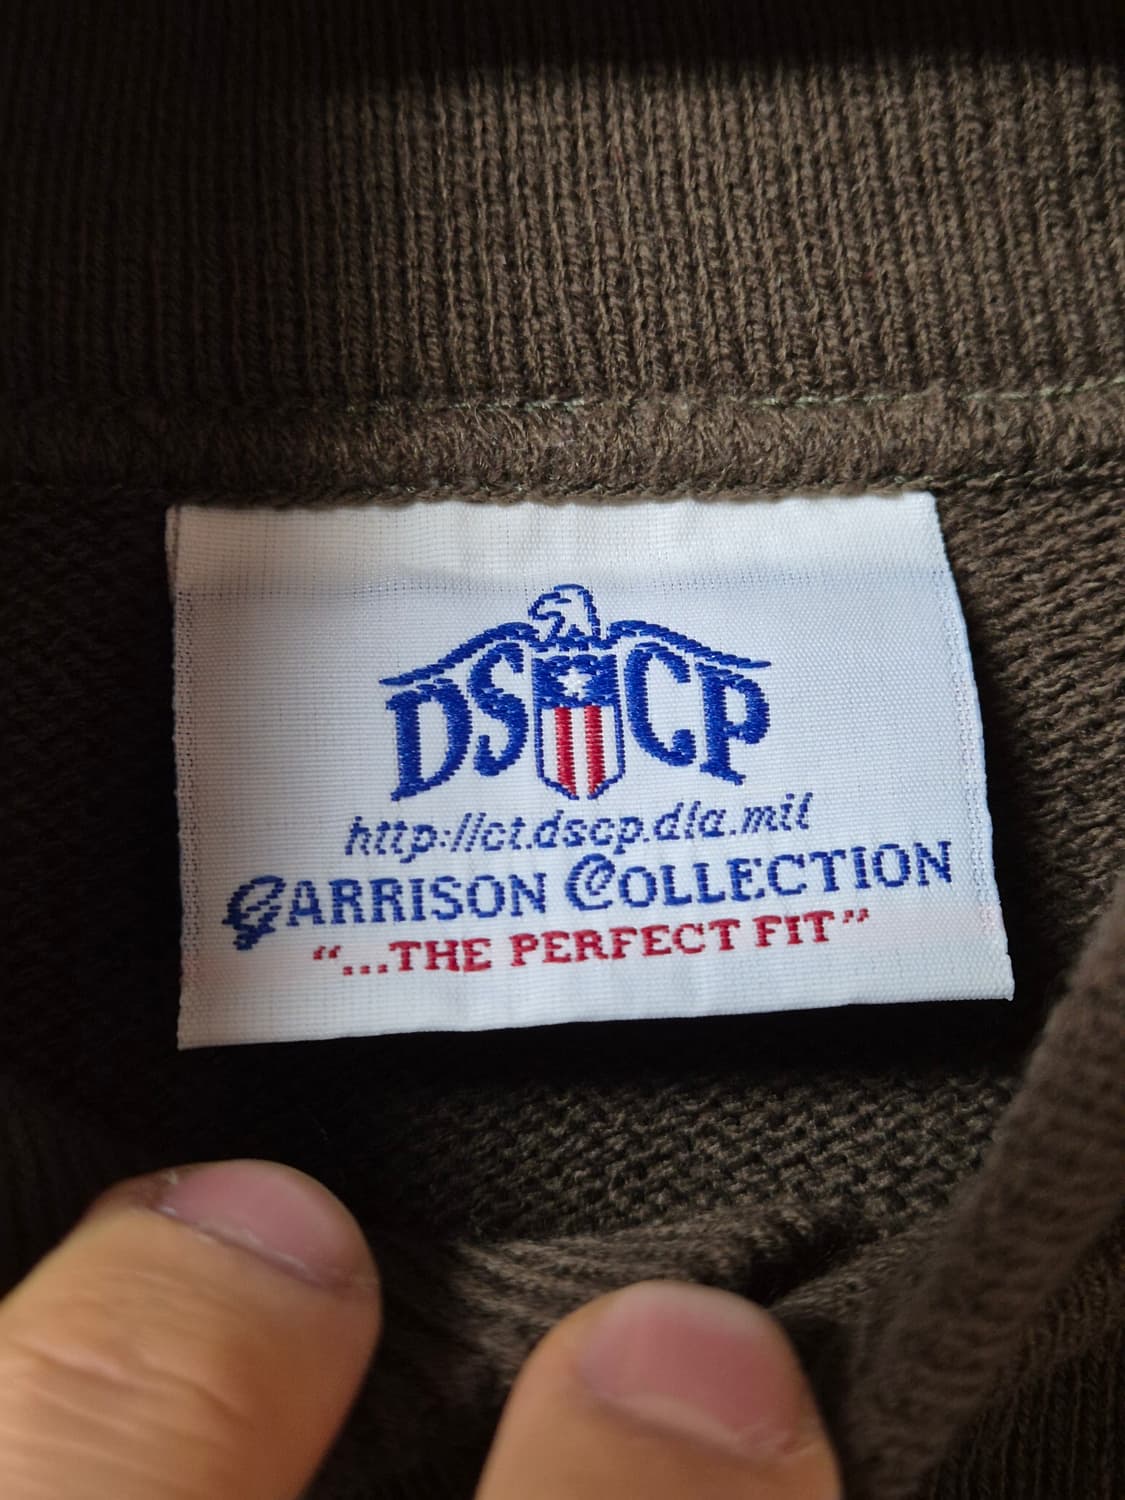 DSCP
http://ct.dscp.dla.mil
GARRISON COLLECTION
"...THE PERFECT FIT"